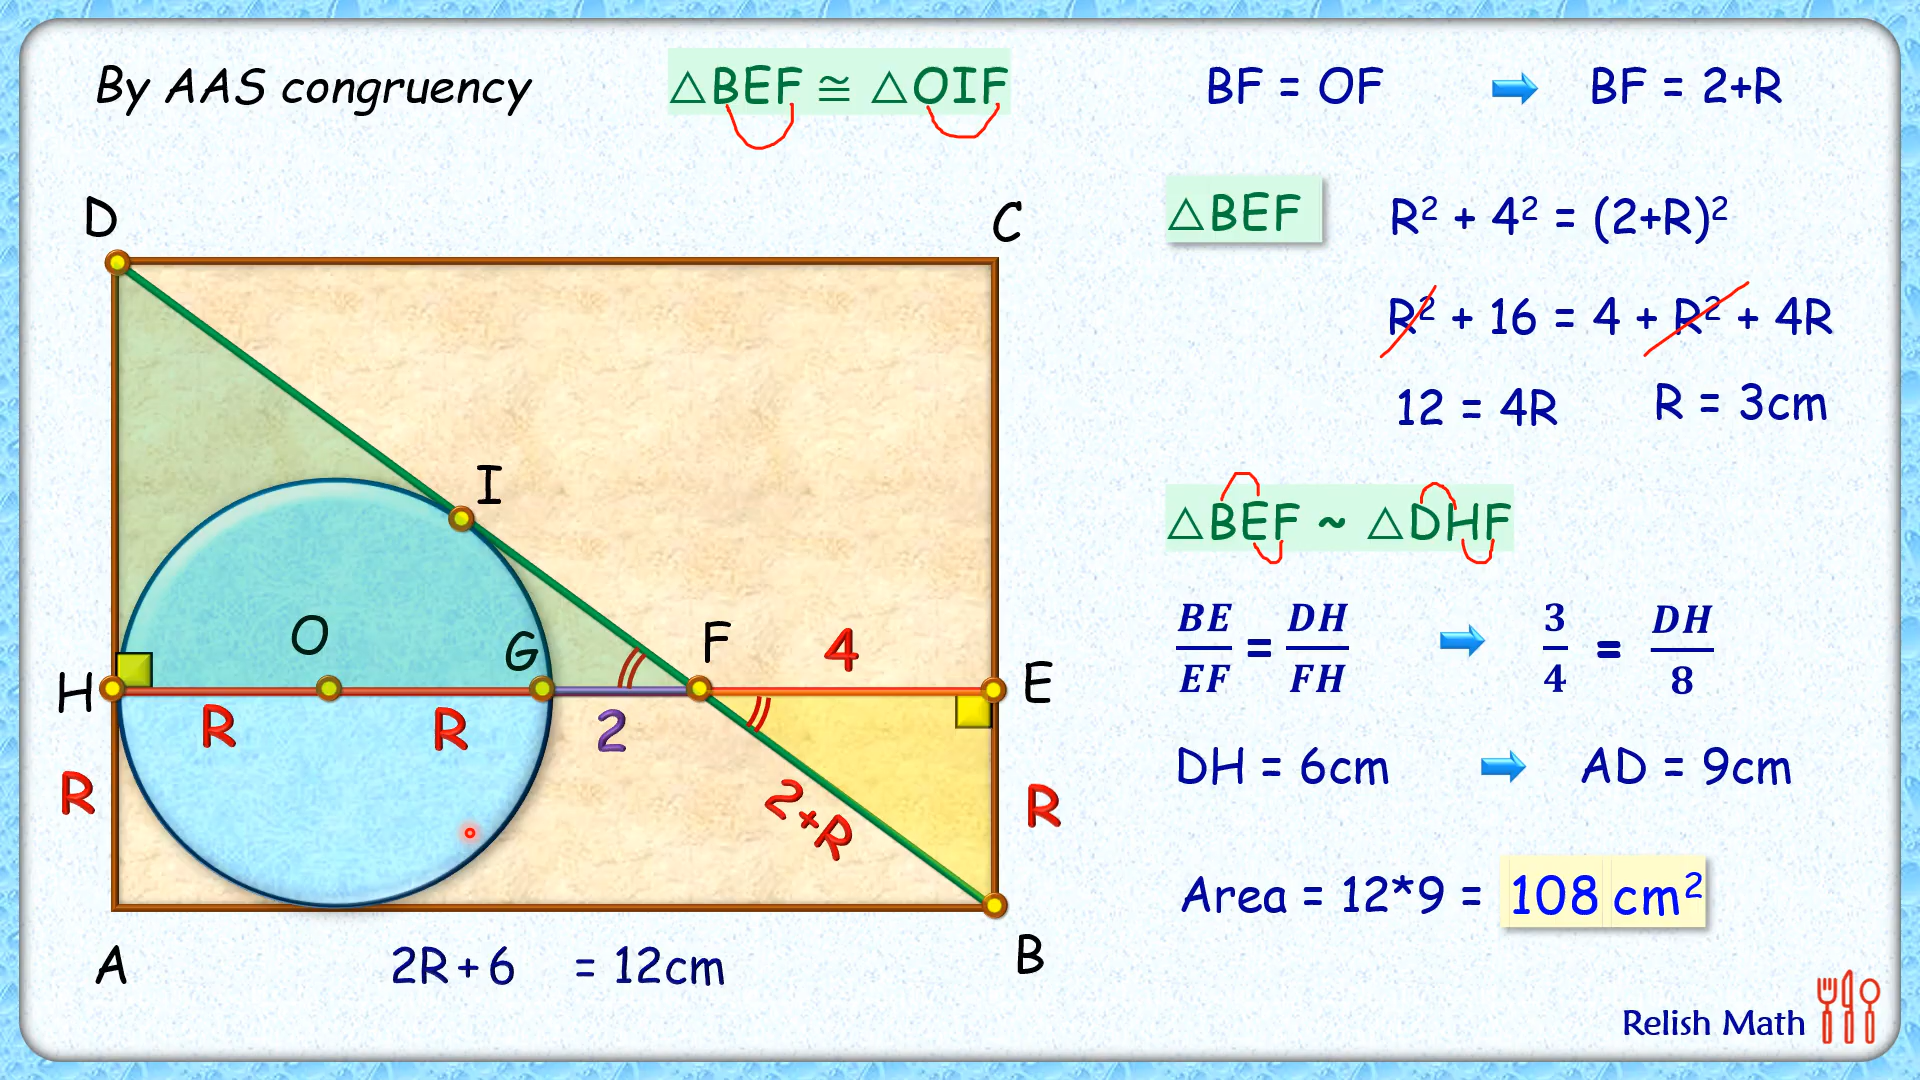 By AAS congruency △BEF ≅ △OIF BF = OF BF = 2+R
△BEF R² + 4² = (2+R)²
R² + 16 = 4 + R² + 4R
12 = 4R R = 3cm
△BEF ~ △DHF
BE/EF = DH/FH 3/4 = DH/8
DH = 6cm AD = 9cm
Area = 12*9 = 108 cm²
D C
I
O G F 4
H E
R R 2
R 2+R R
A B
2R+6 = 12cm
Relish Math